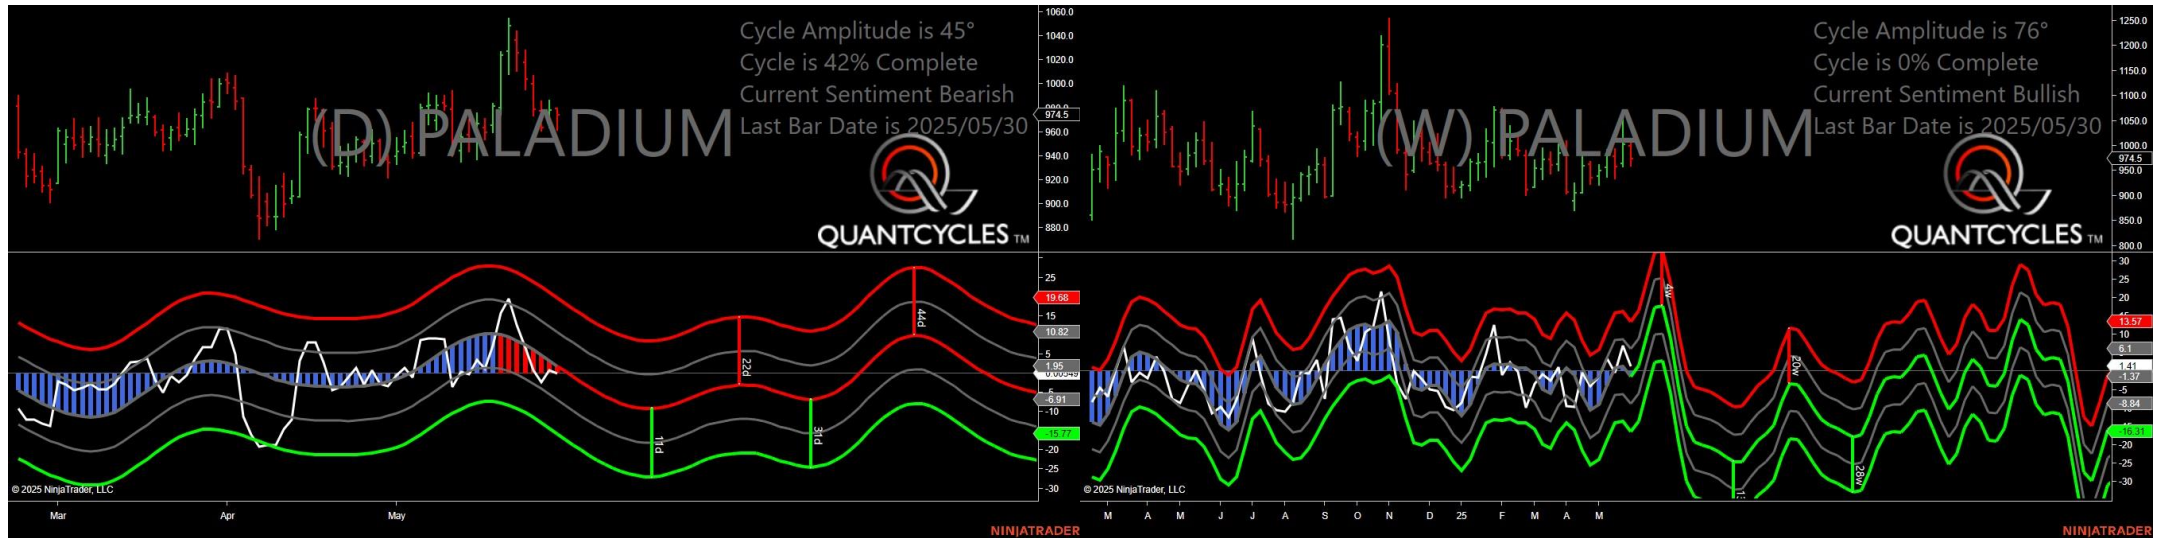 Cycle Amplitude is 45°
Cycle is 42% Complete
Current Sentiment Bearish
Last Bar Date is 2025/05/30
(D) PALADIUM
QUANTCYCLES TM
1060.0
1040.0
1020.0
1000.0
974.5
960.0
940.0
920.0
900.0
880.0
25
19.68
15
10.82
5
1.95
-6.91
-10
-15.77
-20
-25
-30
22d
44d
11d
31d
© 2025 NinjaTrader, LLC
Mar
Apr
May
NINJATRADER
Cycle Amplitude is 76°
Cycle is 0% Complete
Current Sentiment Bullish
Last Bar Date is 2025/05/30
(W) PALADIUM
QUANTCYCLES TM
1250.0
1200.0
1150.0
1100.0
1050.0
1000.0
974.5
950.0
900.0
850.0
800.0
30
25
20
13.57
10
6.1
1.41
-1.37
-5
-8.84
-16.31
-20
-25
-30
4w
20w
28w
© 2025 NinjaTrader, LLC
M
A
M
J
J
A
S
O
N
D
25
F
M
A
M
NINJATRADER